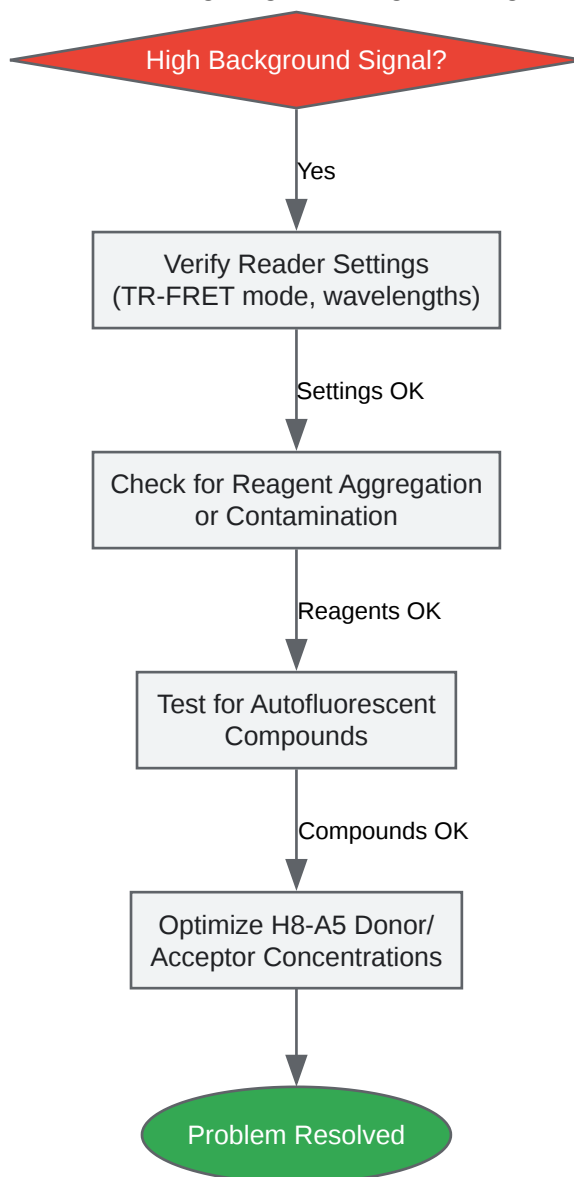 High Background Signal?
Yes
Verify Reader Settings
(TR-FRET mode, wavelengths)
Settings OK
Check for Reagent Aggregation
or Contamination
Reagents OK
Test for Autofluorescent
Compounds
Compounds OK
Optimize H8-A5 Donor/
Acceptor Concentrations
Problem Resolved